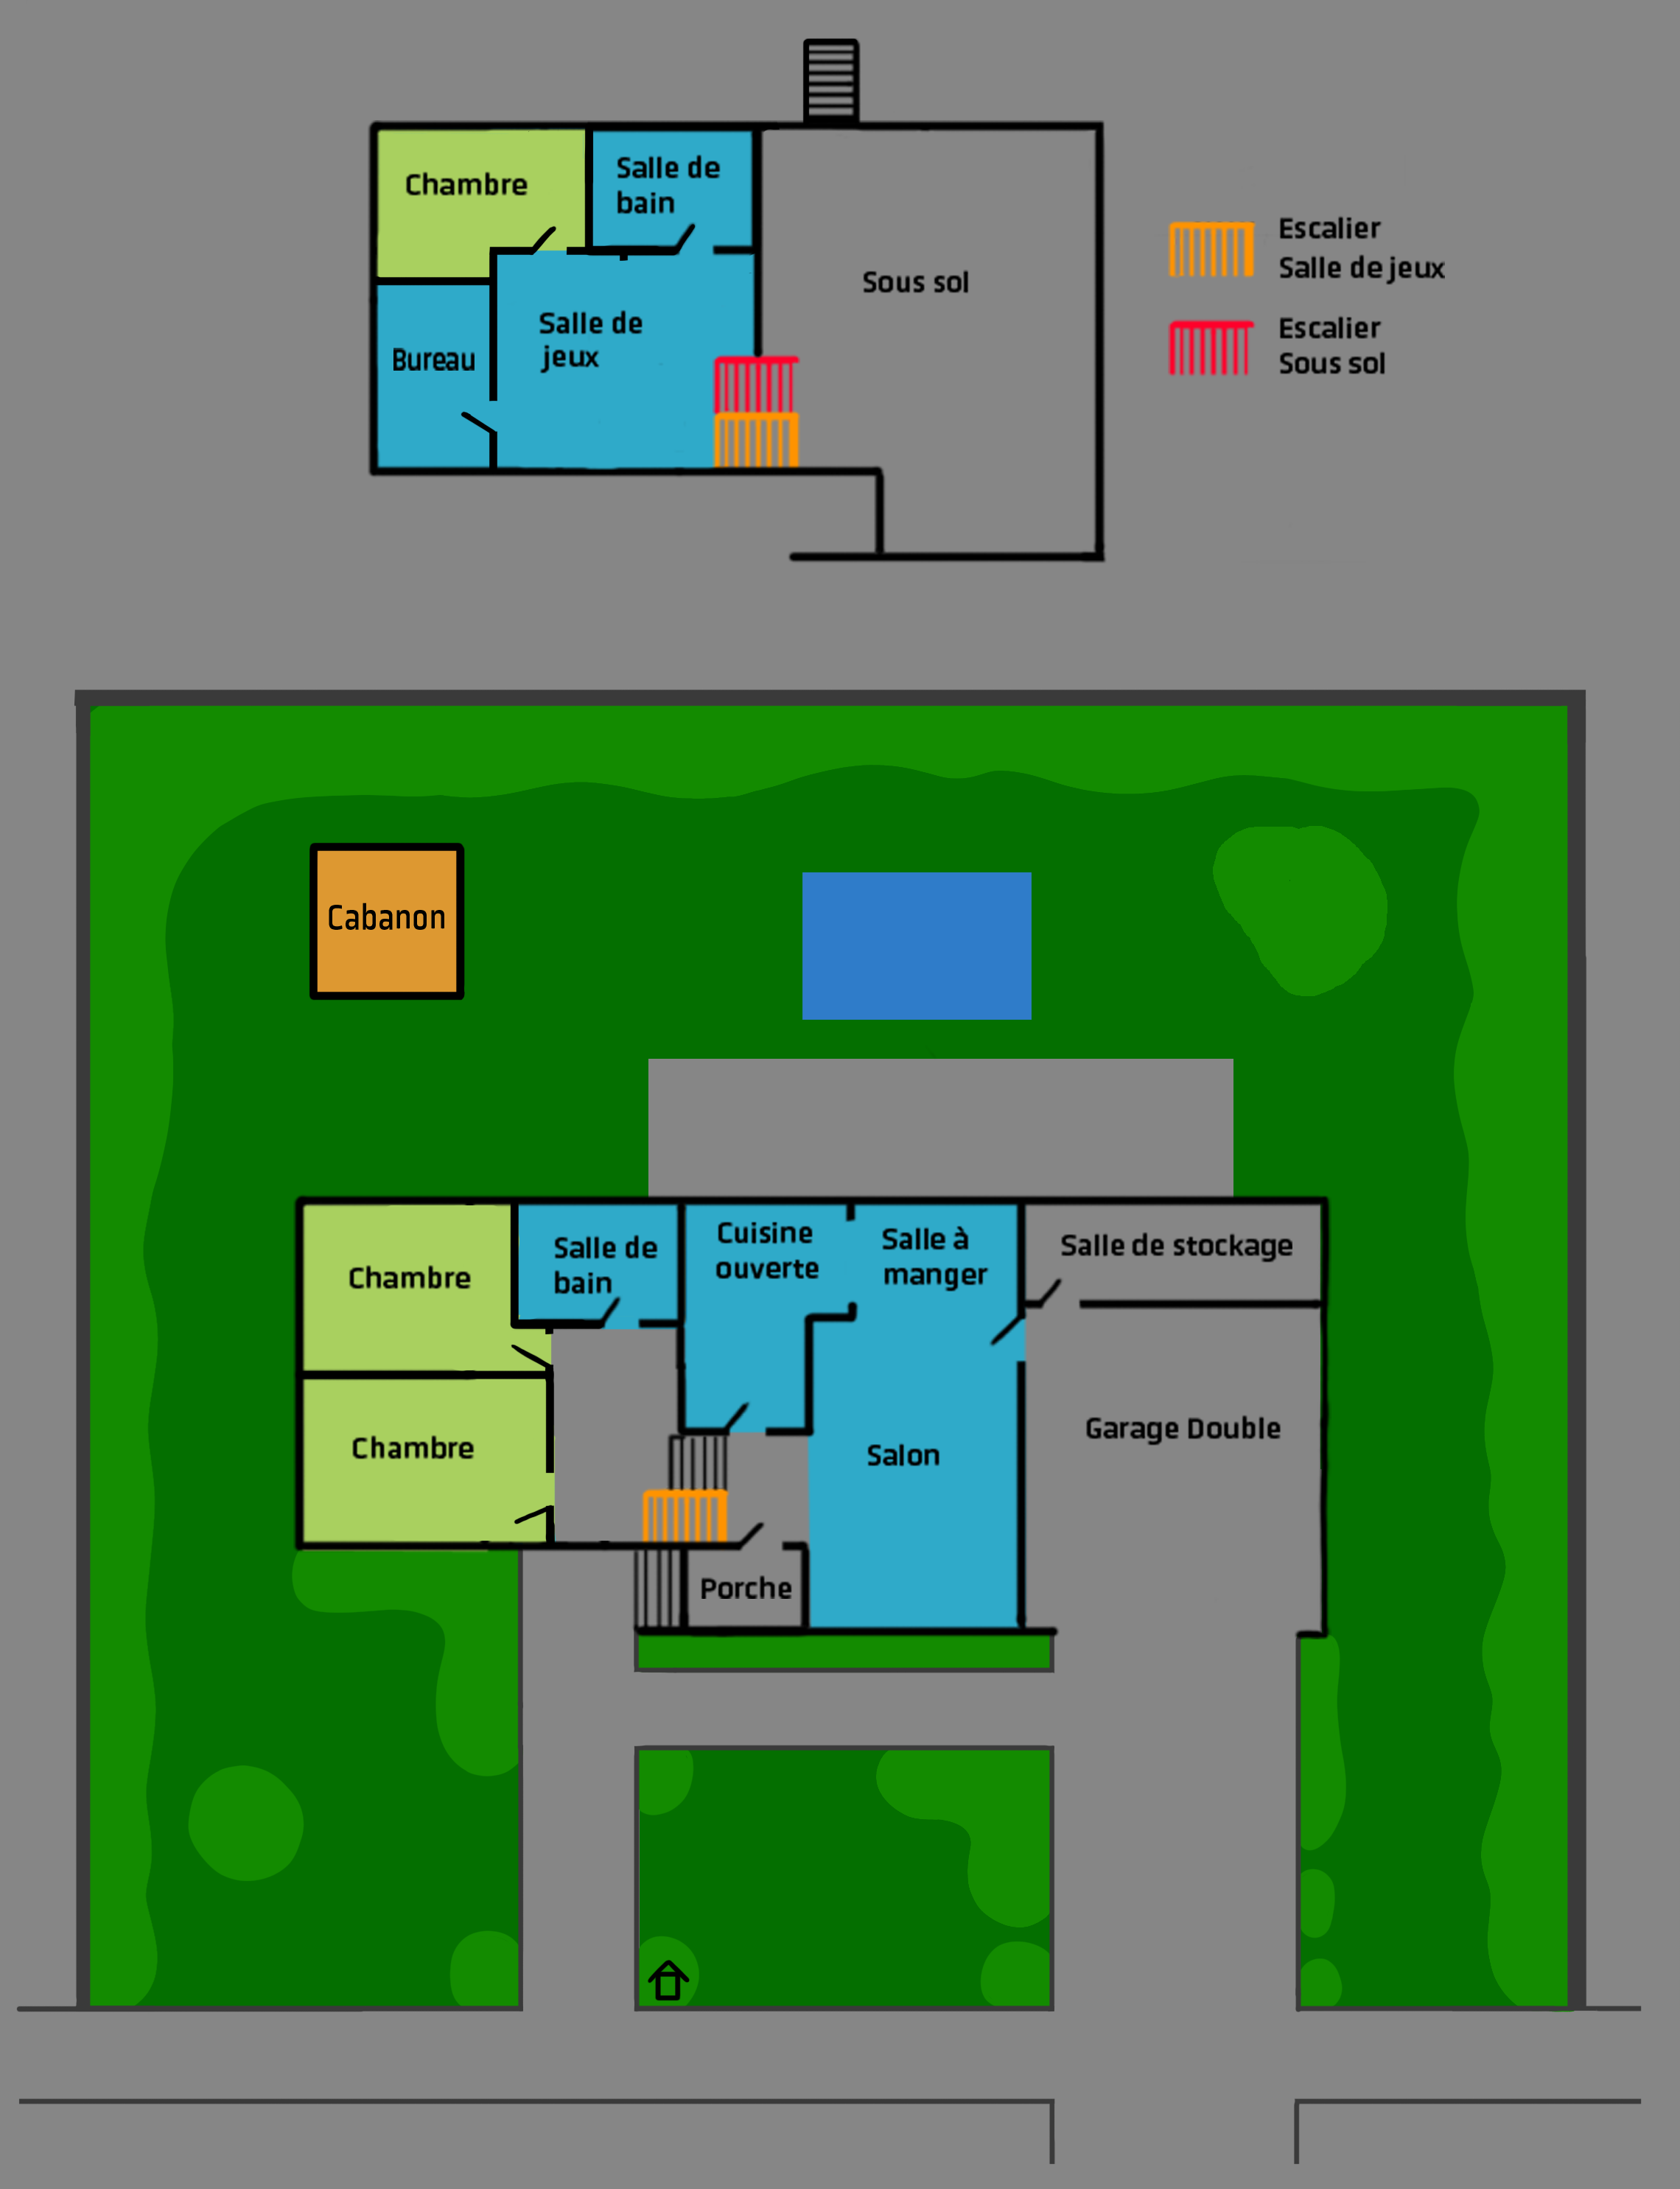 Chambre
Salle de
bain
Bureau
Salle de
jeux
Sous sol
Escalier
Salle de jeux
Escalier
Sous sol
Cabanon
Chambre
Salle de
bain
Cuisine
ouverte
Salle à
manger
Salle de stockage
Chambre
Salon
Garage Double
Porche